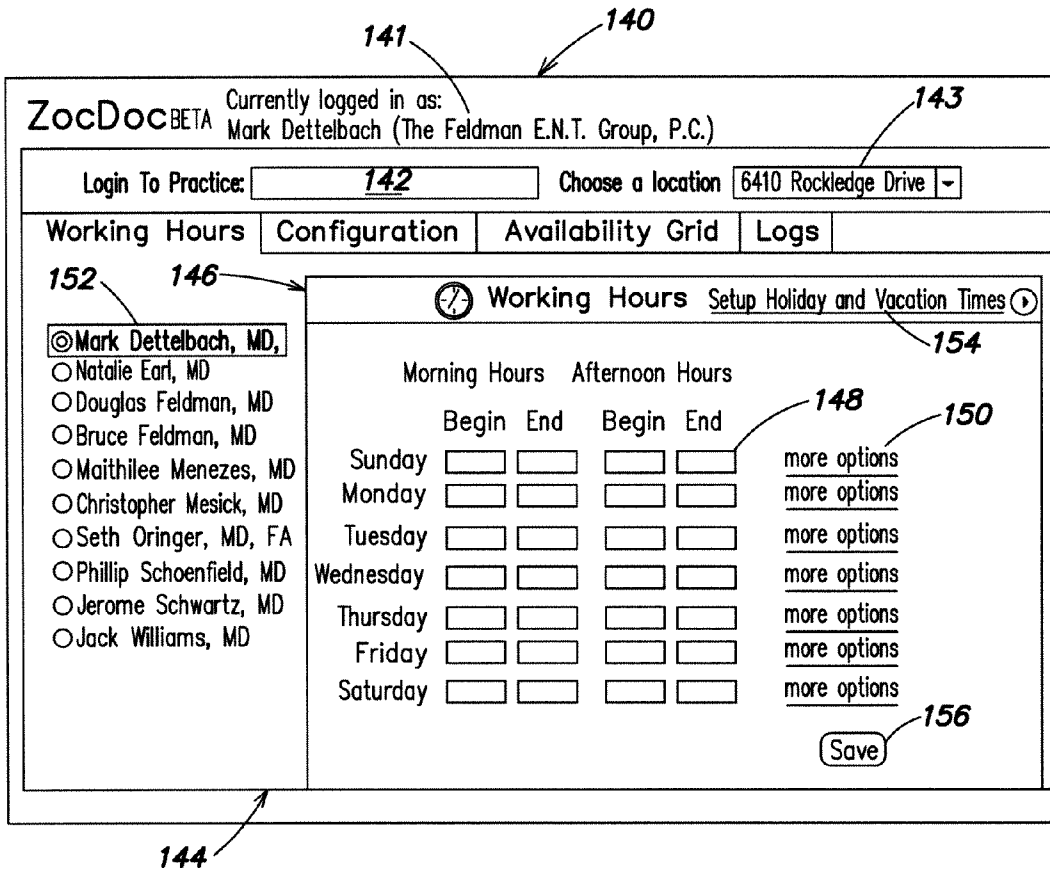 140
141
ZocDoc BETA Currently logged in as:
Mark Dettelbach (The Feldman E.N.T. Group, P.C.)
143
Login To Practice: 142 Choose a location 6410 Rockledge Drive
Working Hours Configuration Availability Grid Logs
152 146
Working Hours Setup Holiday and Vacation Times
154
Mark Dettelbach, MD,
Natalie Earl, MD
Douglas Feldman, MD
Bruce Feldman, MD
Maithilee Menezes, MD
Christopher Mesick, MD
Seth Oringer, MD, FA
Phillip Schoenfield, MD
Jerome Schwartz, MD
Jack Williams, MD
Morning Hours Afternoon Hours
148
150
Begin End Begin End
Sunday more options
Monday more options
Tuesday more options
Wednesday more options
Thursday more options
Friday more options
Saturday more options
156
Save
144